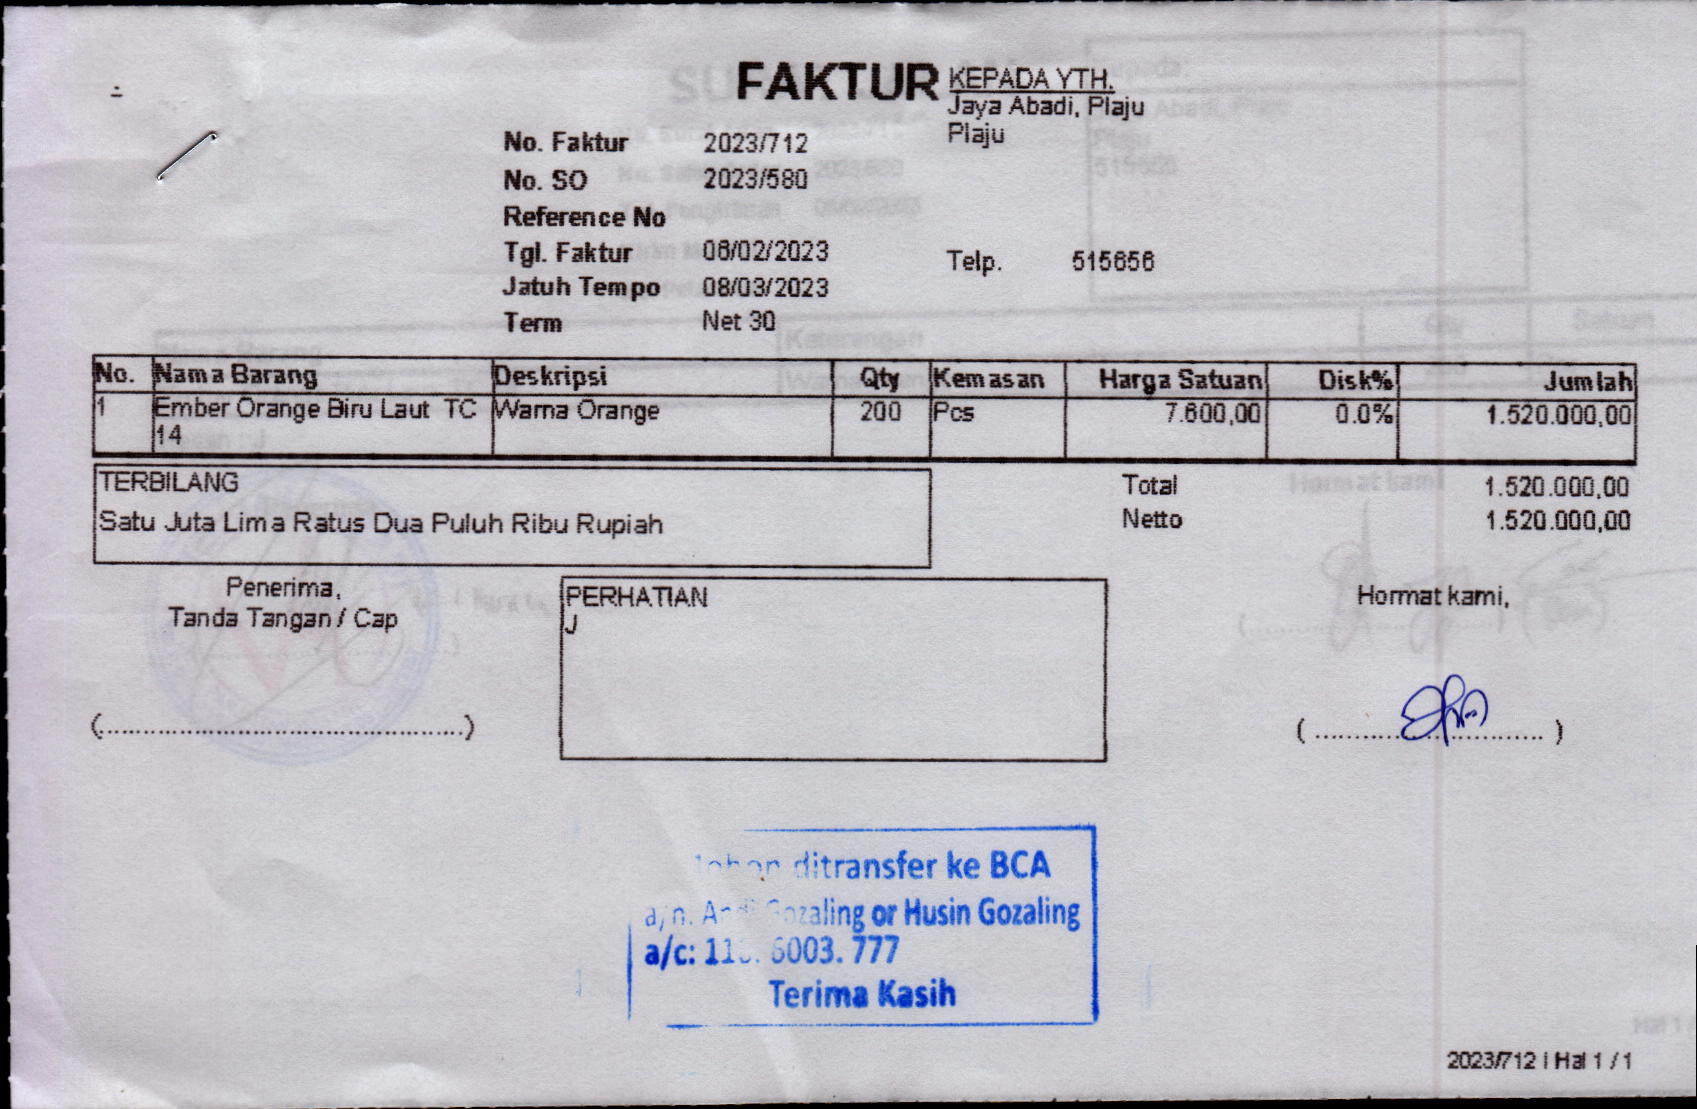 FAKTUR
KEPADA YTH.
Jaya Abadi, Plaju
Plaju
No. Faktur 2023/712
No. SO 2023/580
Reference No
Tgl. Faktur 06/02/2023
Telp. 515656
Jatuh Tempo 08/03/2023
Term Net 30
No. Nama Barang Deskripsi Qty Kemasan Harga Satuan Disk% Jumlah
1 Ember Orange Biru Laut TC Warna Orange 200 Pcs 7.600,00 0.0% 1.520.000,00
14
TERBILANG
Satu Juta Lima Ratus Dua Puluh Ribu Rupiah
Total 1.520.000,00
Netto 1.520.000,00
Penerima,
Tanda Tangan / Cap
PERHATIAN
J
Hormat kami,
(..............................................)
( ............................... )
ditransfer ke BCA
a/n. Gozaling or Husin Gozaling
a/c: 6003. 777
Terima Kasih
2023/712 | Hal 1 / 1